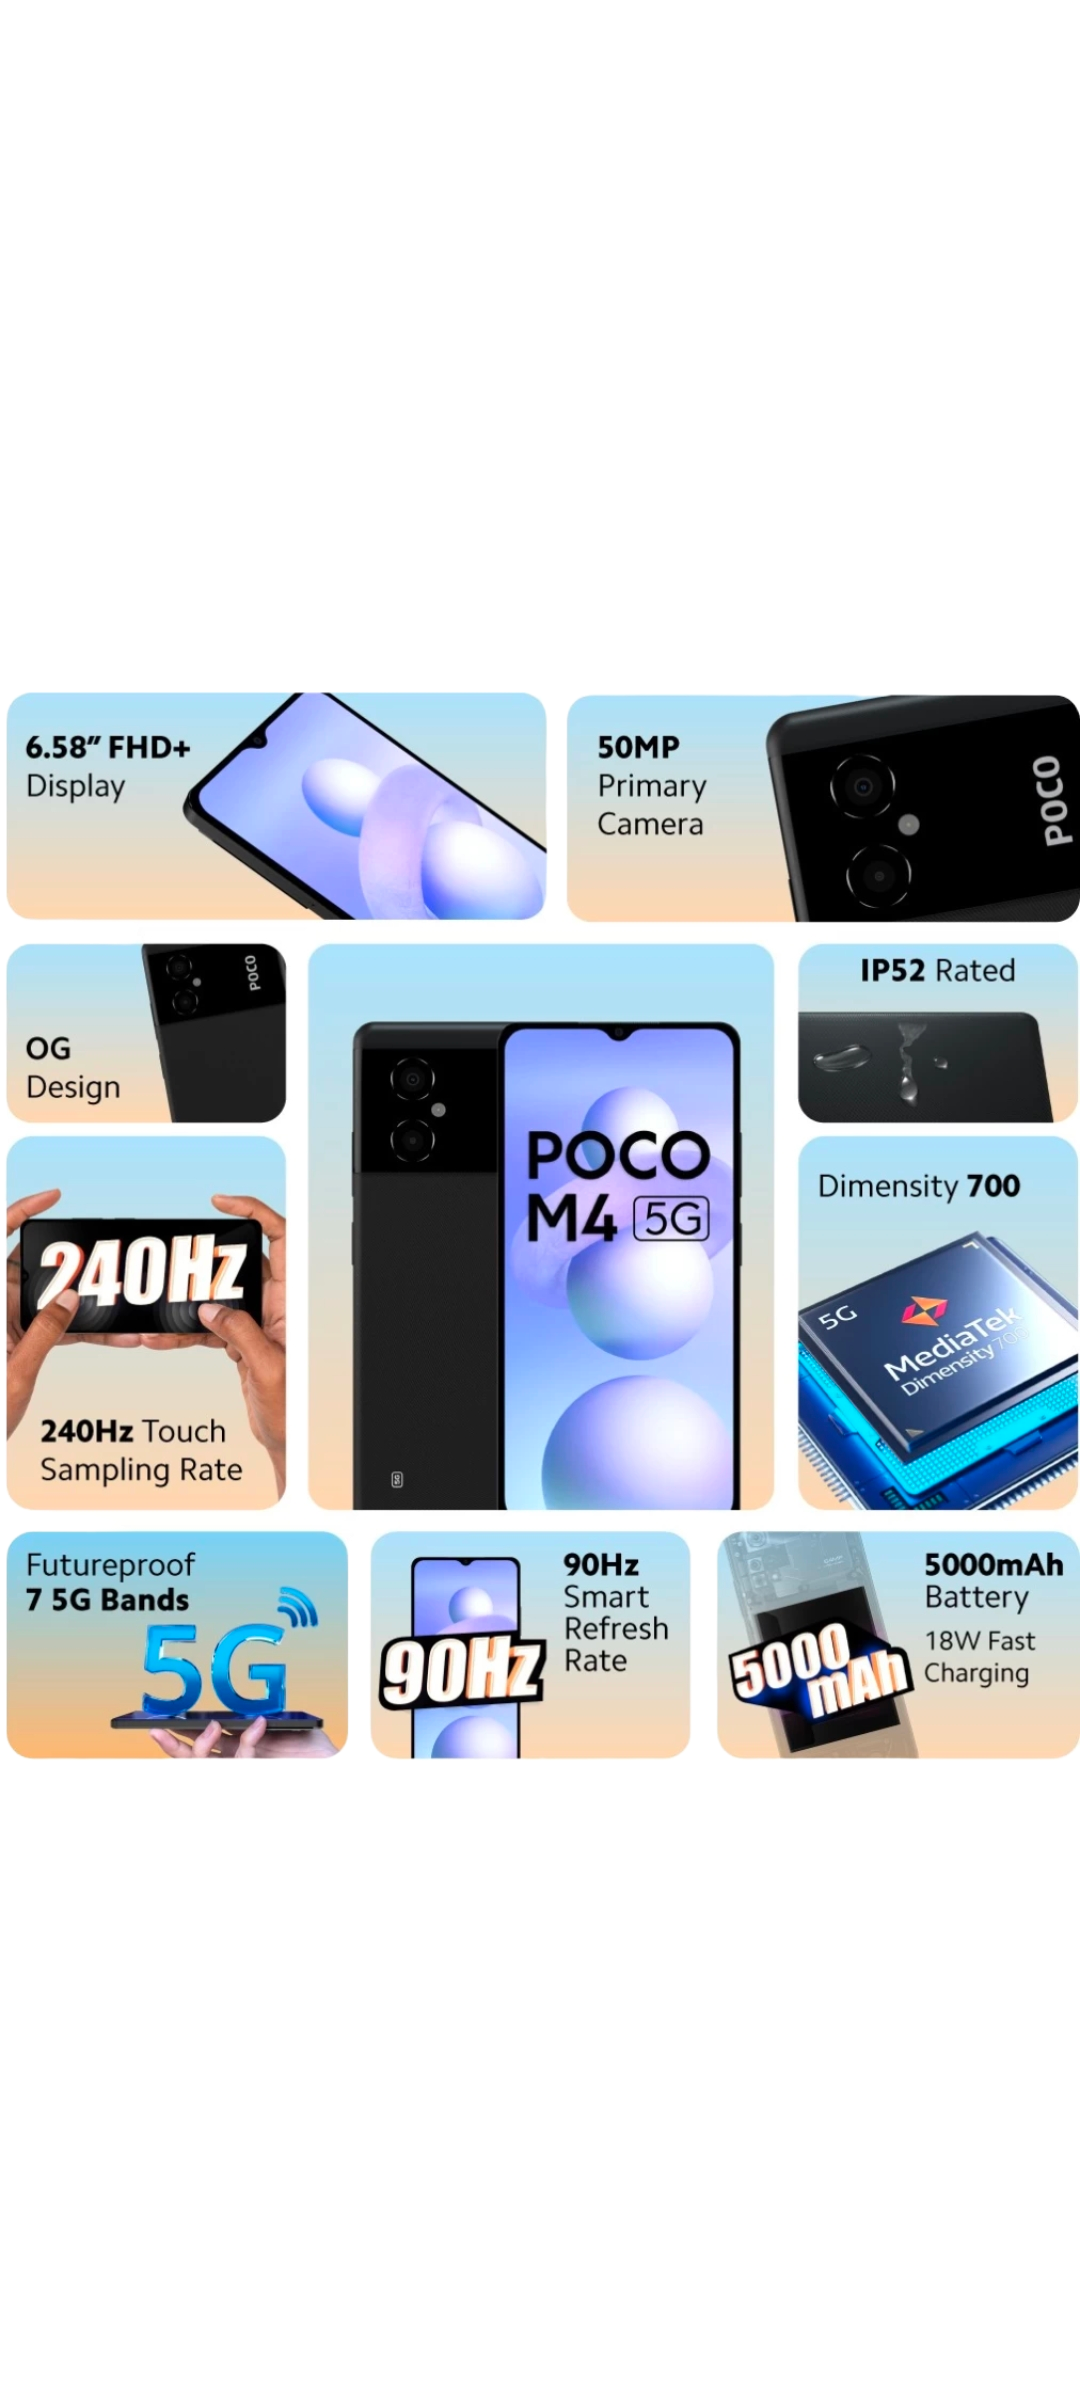 6.58" FHD+
Display
50MP
Primary
Camera
POCO
OG
Design
POCO
POCO
M4 5G
5G
IP52 Rated
240Hz
240Hz Touch
Sampling Rate
Dimensity 700
5G
MediaTek
Dimensity 700
Futureproof
7 5G Bands
5G
90Hz
Smart
Refresh
Rate
90Hz
5000mAh
Battery
18W Fast
Charging
5000
mAh